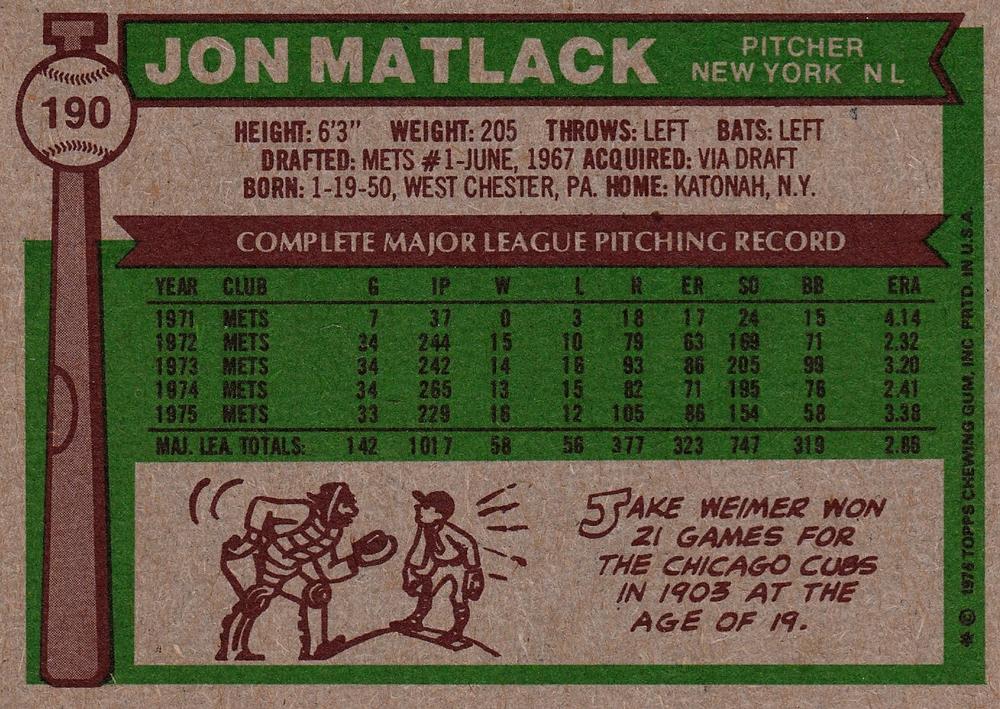 190
JON MATLACK
PITCHER
NEW YORK N L
HEIGHT: 6'3" WEIGHT: 205 THROWS: LEFT BATS: LEFT
DRAFTED: METS #1-JUNE, 1967 ACQUIRED: VIA DRAFT
BORN: 1-19-50, WEST CHESTER, PA. HOME: KATONAH, N.Y.
COMPLETE MAJOR LEAGUE PITCHING RECORD
YEAR CLUB G IP W L R ER SO BB ERA
1971 METS 7 37 0 3 18 17 24 15 4.14
1972 METS 34 244 15 10 79 63 169 71 2.32
1973 METS 34 242 14 16 93 86 205 99 3.20
1974 METS 34 265 13 15 82 71 195 76 2.41
1975 METS 33 229 16 12 105 86 154 58 3.38
MAJ. LEA. TOTALS: 142 1017 58 56 377 323 747 319 2.86
JAKE WEIMER WON
21 GAMES FOR
THE CHICAGO CUBS
IN 1903 AT THE
AGE OF 19.
* © 1976 TOPPS CHEWING GUM, INC PRTD. IN U.S.A.